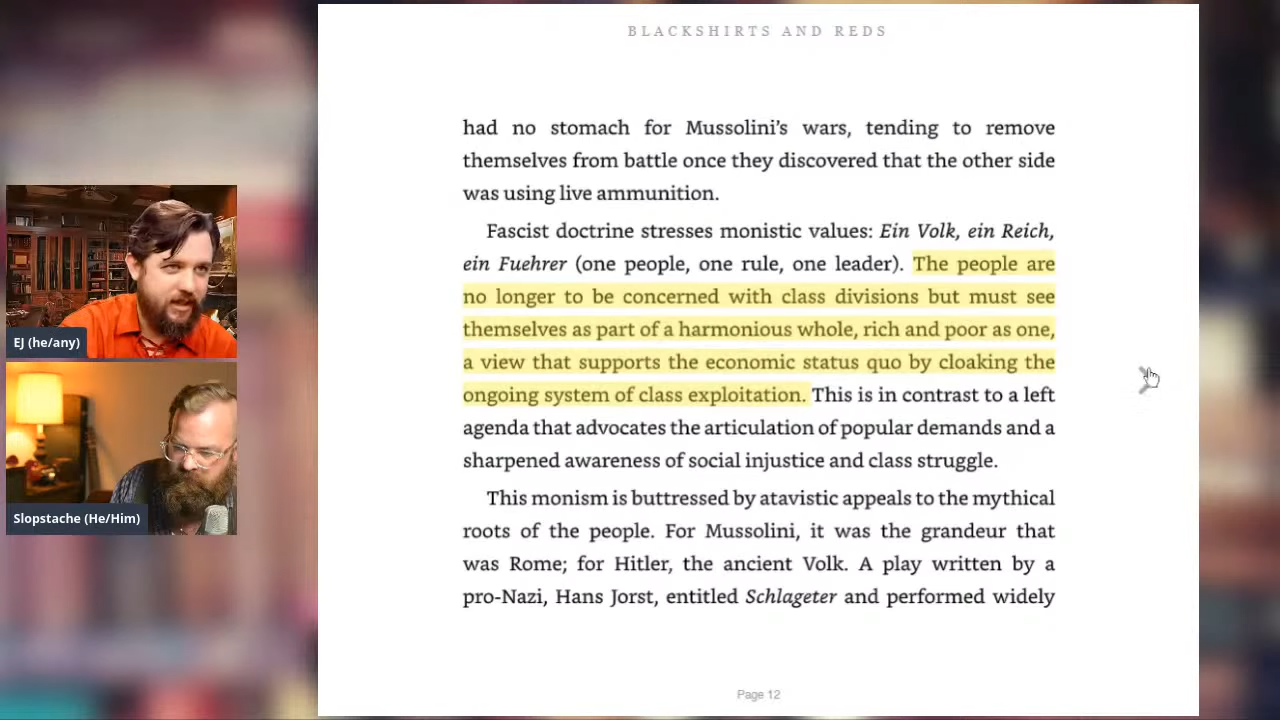 BLACKSHIRTS AND REDS
had no stomach for Mussolini's wars, tending to remove
themselves from battle once they discovered that the other side
was using live ammunition.
Fascist doctrine stresses monistic values: Ein Volk, ein Reich,
ein Fuehrer (one people, one rule, one leader). The people are
no longer to be concerned with class divisions but must see
themselves as part of a harmonious whole, rich and poor as one,
a view that supports the economic status quo by cloaking the
ongoing system of class exploitation. This is in contrast to a left
agenda that advocates the articulation of popular demands and a
sharpened awareness of social injustice and class struggle.
This monism is buttressed by atavistic appeals to the mythical
roots of the people. For Mussolini, it was the grandeur that
was Rome; for Hitler, the ancient Volk. A play written by a
pro-Nazi, Hans Jorst, entitled Schlageter and performed widely
Page 12
EJ (he/any)
Slopstache (He/Him)